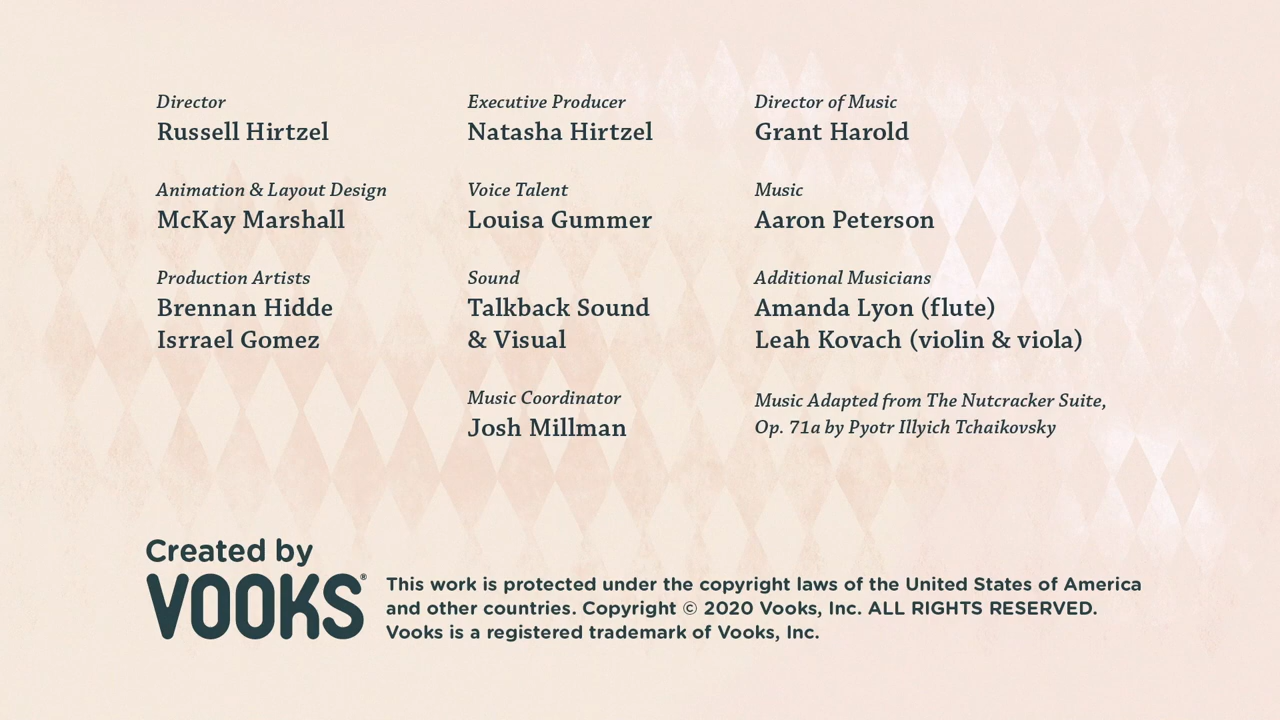 Director
Russell Hirtzel
Animation & Layout Design
McKay Marshall
Production Artists
Brennan Hidde
Isrrael Gomez
Executive Producer
Natasha Hirtzel
Voice Talent
Louisa Gummer
Sound
Talkback Sound
& Visual
Music Coordinator
Josh Millman
Director of Music
Grant Harold
Music
Aaron Peterson
Additional Musicians
Amanda Lyon (flute)
Leah Kovach (violin & viola)
Music Adapted from The Nutcracker Suite,
Op. 71a by Pyotr Illyich Tchaikovsky
Created by
VOOKS®
This work is protected under the copyright laws of the United States of America
and other countries. Copyright © 2020 Vooks, Inc. ALL RIGHTS RESERVED.
Vooks is a registered trademark of Vooks, Inc.